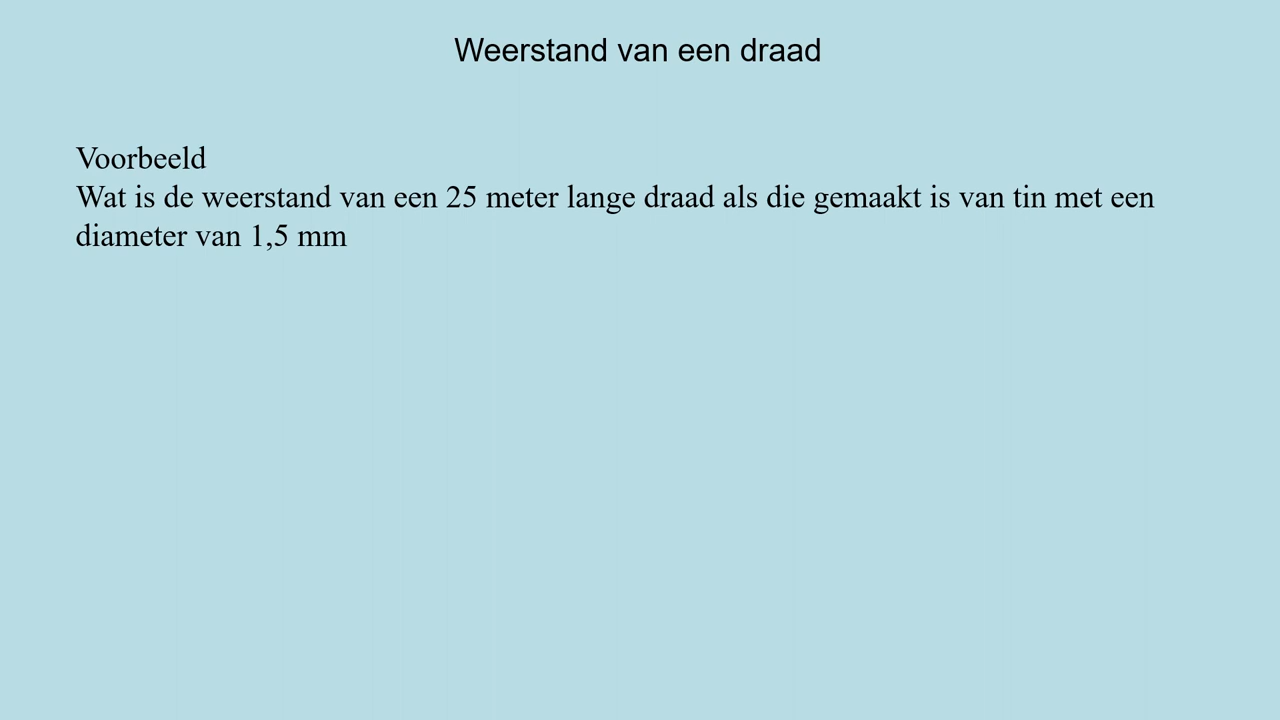 Weerstand van een draad
Voorbeeld
Wat is de weerstand van een 25 meter lange draad als die gemaakt is van tin met een
diameter van 1,5 mm